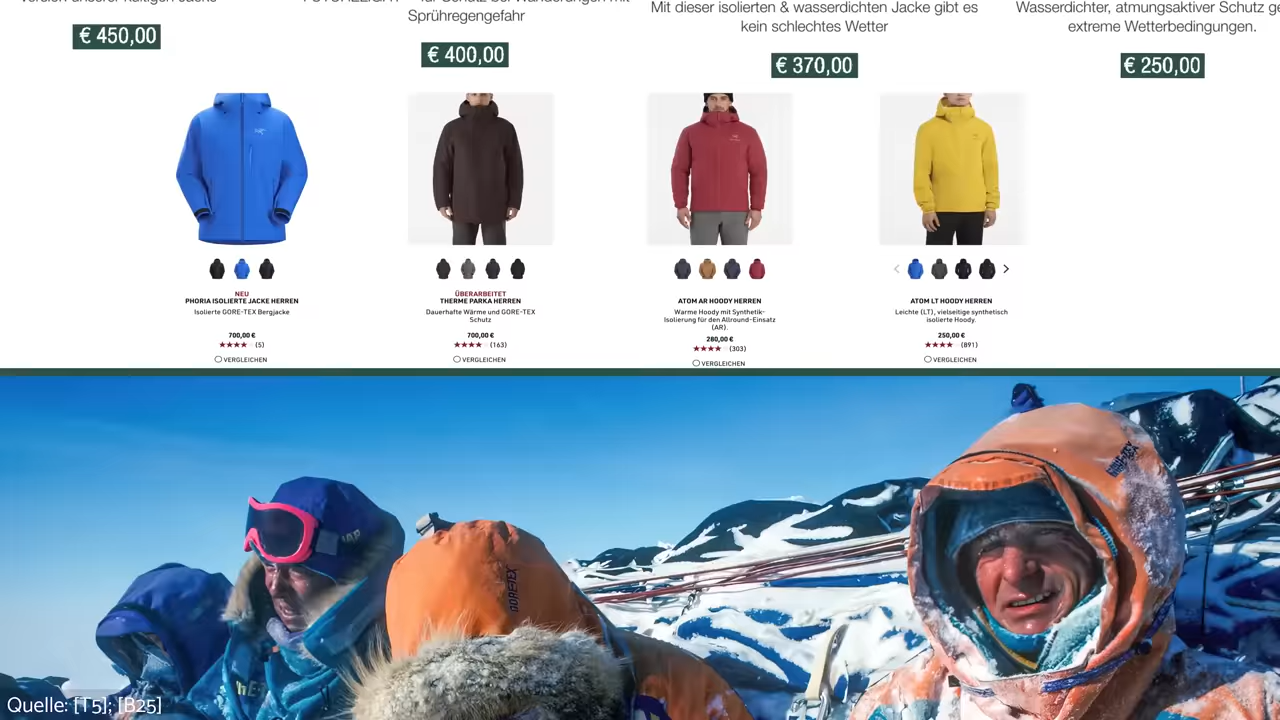 Sprühregengefahr
Mit dieser isolierten & wasserdichten Jacke gibt es
kein schlechtes Wetter
Wasserdichter, atmungsaktiver Schutz
extreme Wetterbedingungen.
€ 450,00
€ 400,00
€ 370,00
€ 250,00
NEU
PHORIA ISOLIERTE JACKE HERREN
Isolierte GORE-TEX Bergjacke
700,00 €
★★★★ (5)
VERGLEICHEN
ÜBERARBEITET
THERME PARKA HERREN
Dauerhafte Wärme und GORE-TEX
Schutz
700,00 €
★★★★ (163)
VERGLEICHEN
ATOM AR HOODY HERREN
Warme Hoody mit Synthetik-
Isolierung für den Allround-Einsatz
(AR).
280,00 €
★★★★ (303)
VERGLEICHEN
ATOM LT HOODY HERREN
Leichte (LT), vielseitige synthetisch
isolierte Hoody.
250,00 €
★★★★ (891)
VERGLEICHEN
GORE-TEX
GORE-TEX
Quelle: [T5]; [B25]